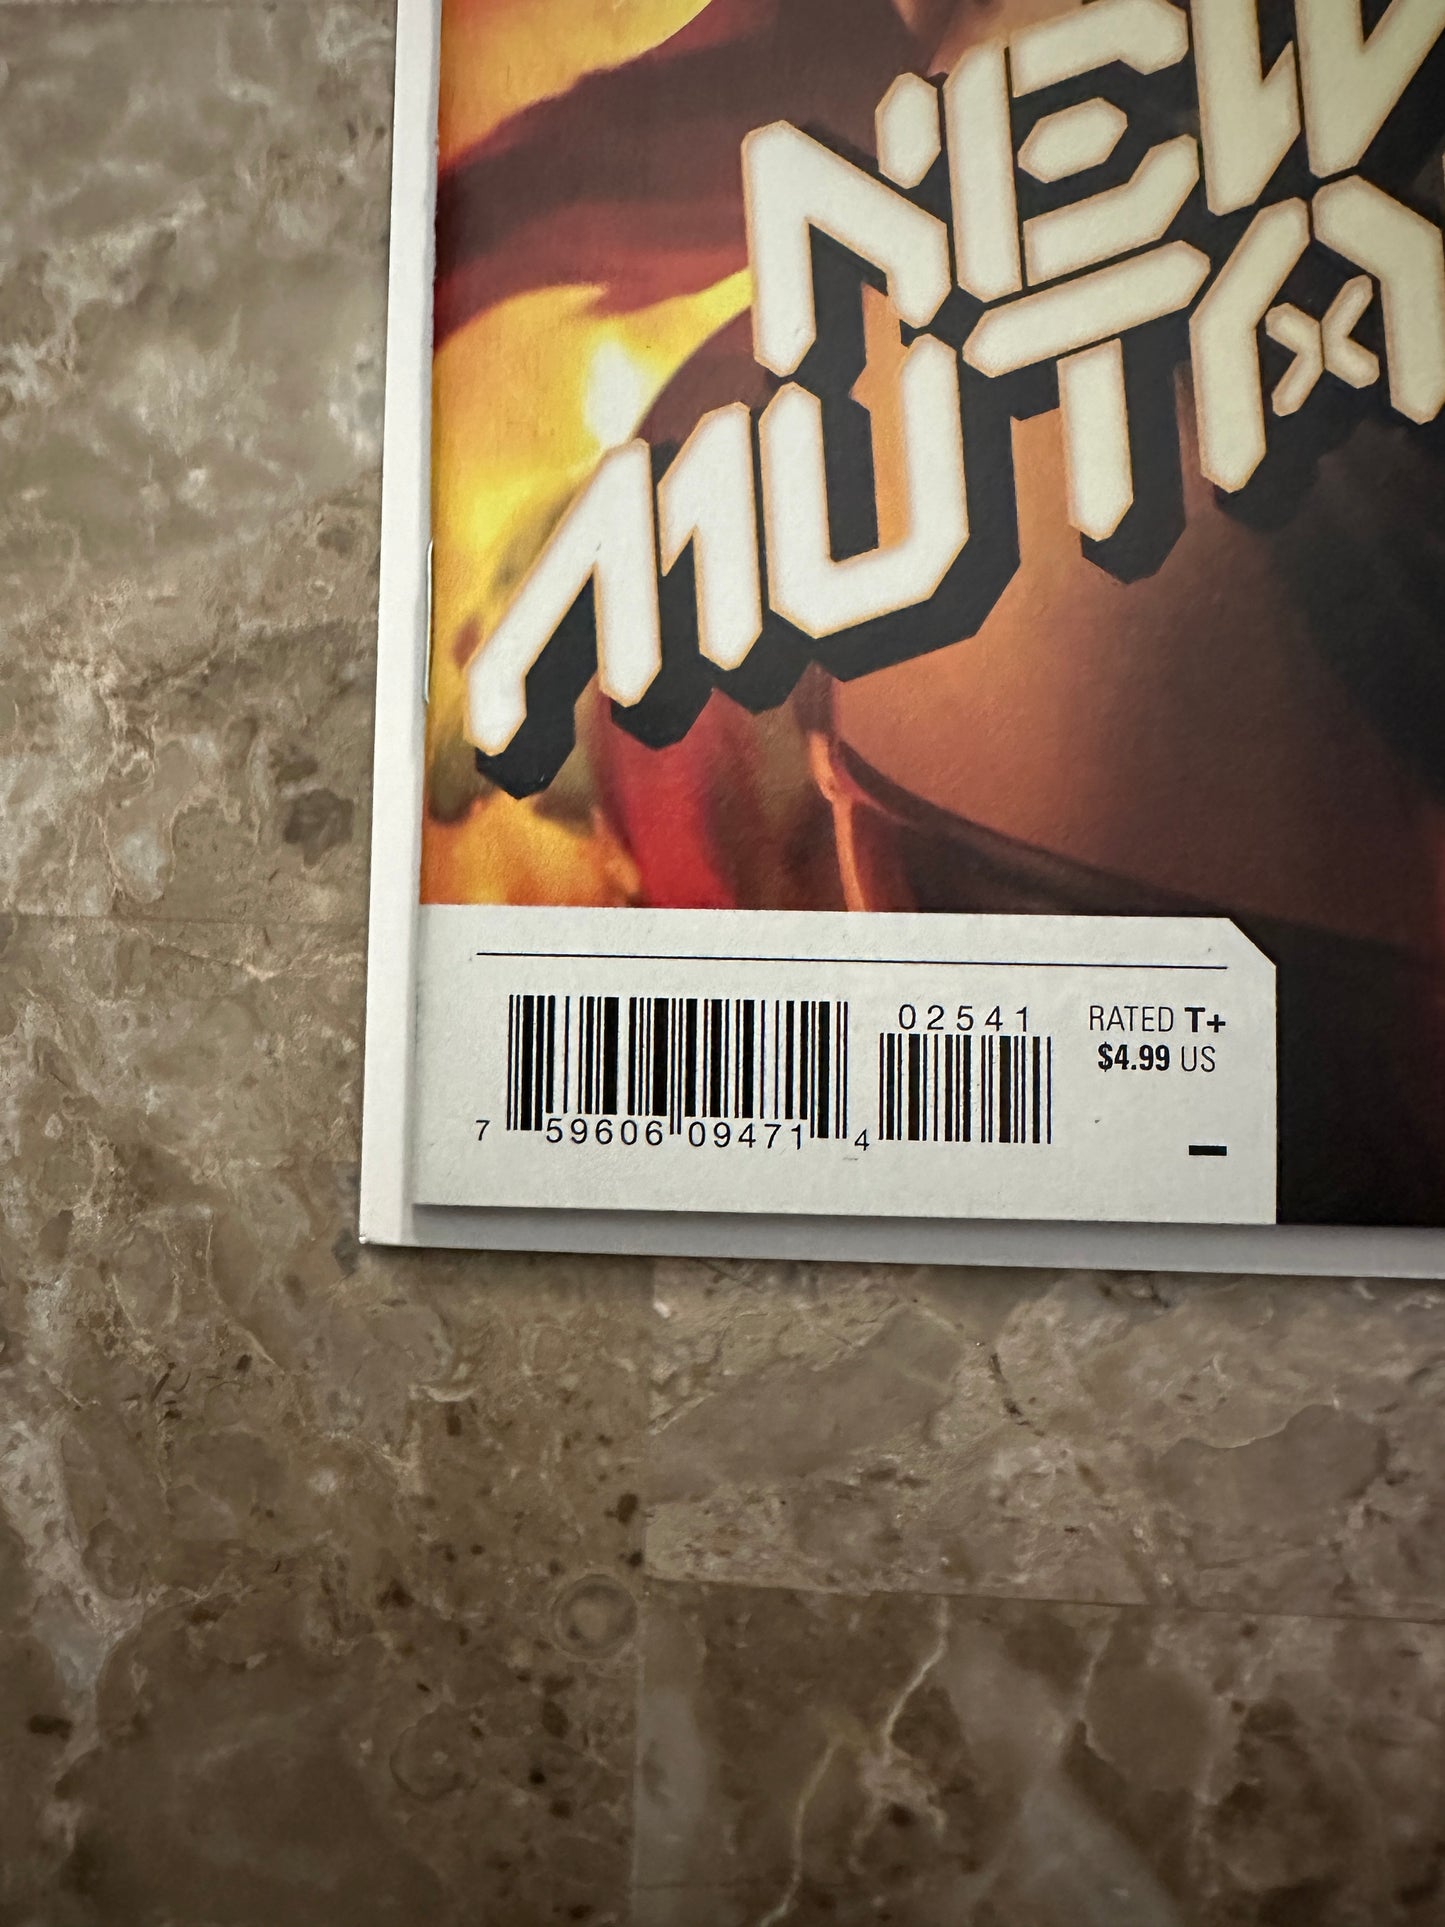 NEW
MUTA
02541
RATED T+
$4.99 US
7 59606 09471 4